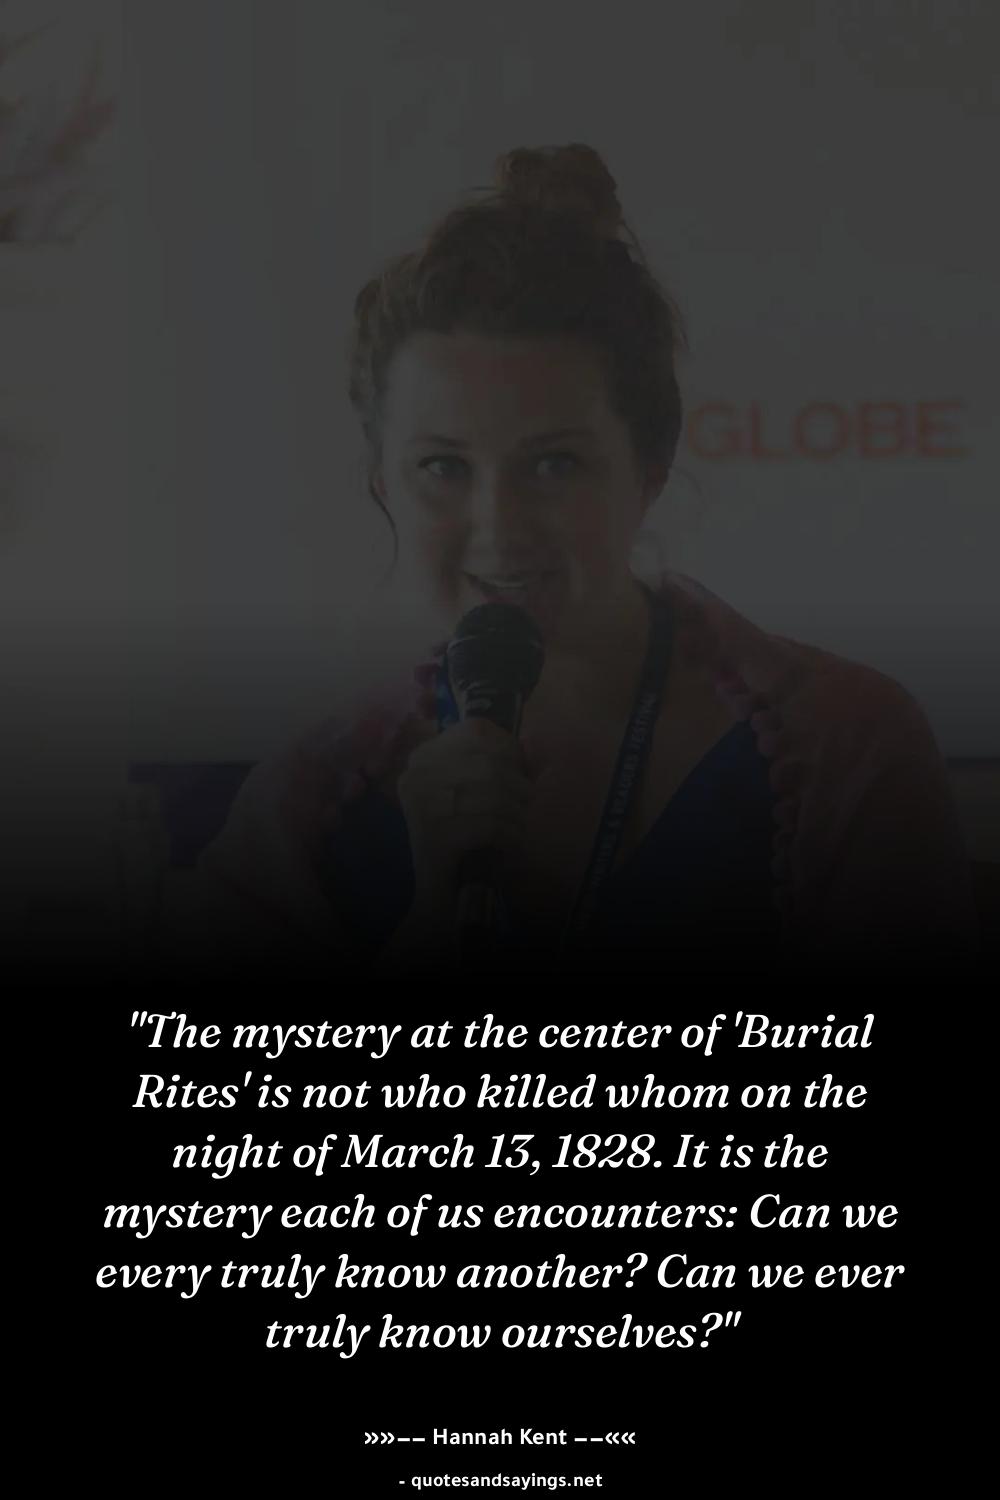 GLOBE
"The mystery at the center of 'Burial
Rites' is not who killed whom on the
night of March 13, 1828. It is the
mystery each of us encounters: Can we
every truly know another? Can we ever
truly know ourselves?"
»»–– Hannah Kent ––««
- quotesandsayings.net
& READERS FESTIVAL